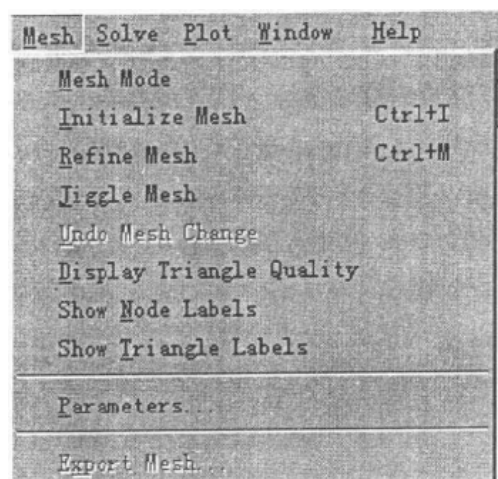 Mesh Solve Plot Window Help
Mesh Mode
Initialize Mesh Ctrl+I
Refine Mesh Ctrl+M
Jiggle Mesh
Undo Mesh Change
Display Triangle Quality
Show Node Labels
Show Triangle Labels
Parameters...
Export Mesh...